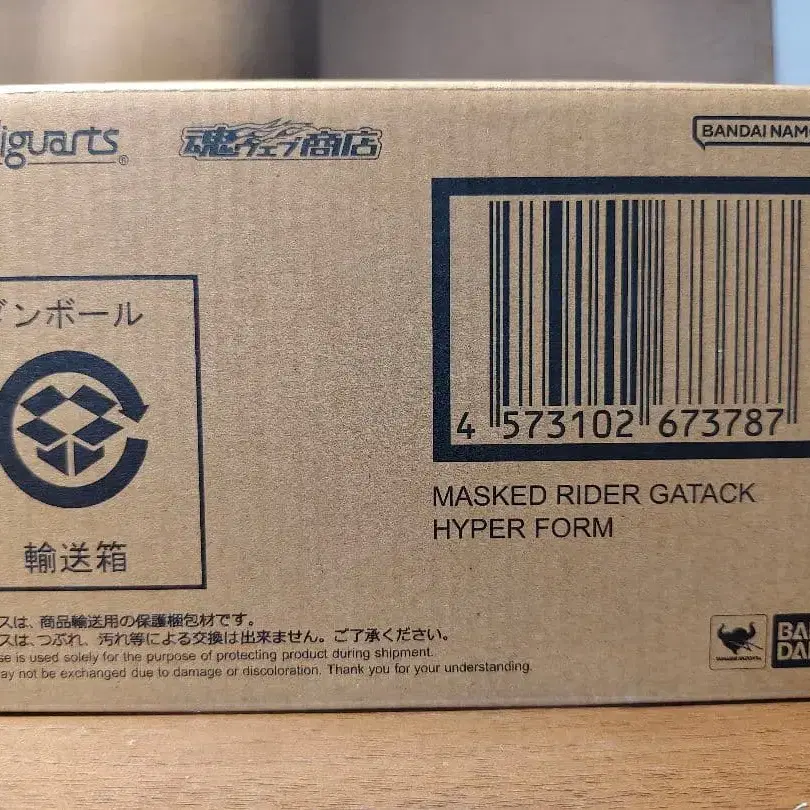 iguarts®
魂ウェブ商店
BANDAI NAMCO
ダンボール
輸送箱
4 573102 673787
MASKED RIDER GATACK
HYPER FORM
スは、商品輸送用の保護梱包材です。
スは、つぶれ、汚れ等による交換は出来ません。ご了承ください。
se is used solely for the purpose of protecting product during shipment.
may not be exchanged due to damage or discoloration. Thank you for your understanding.
BAN
DAI